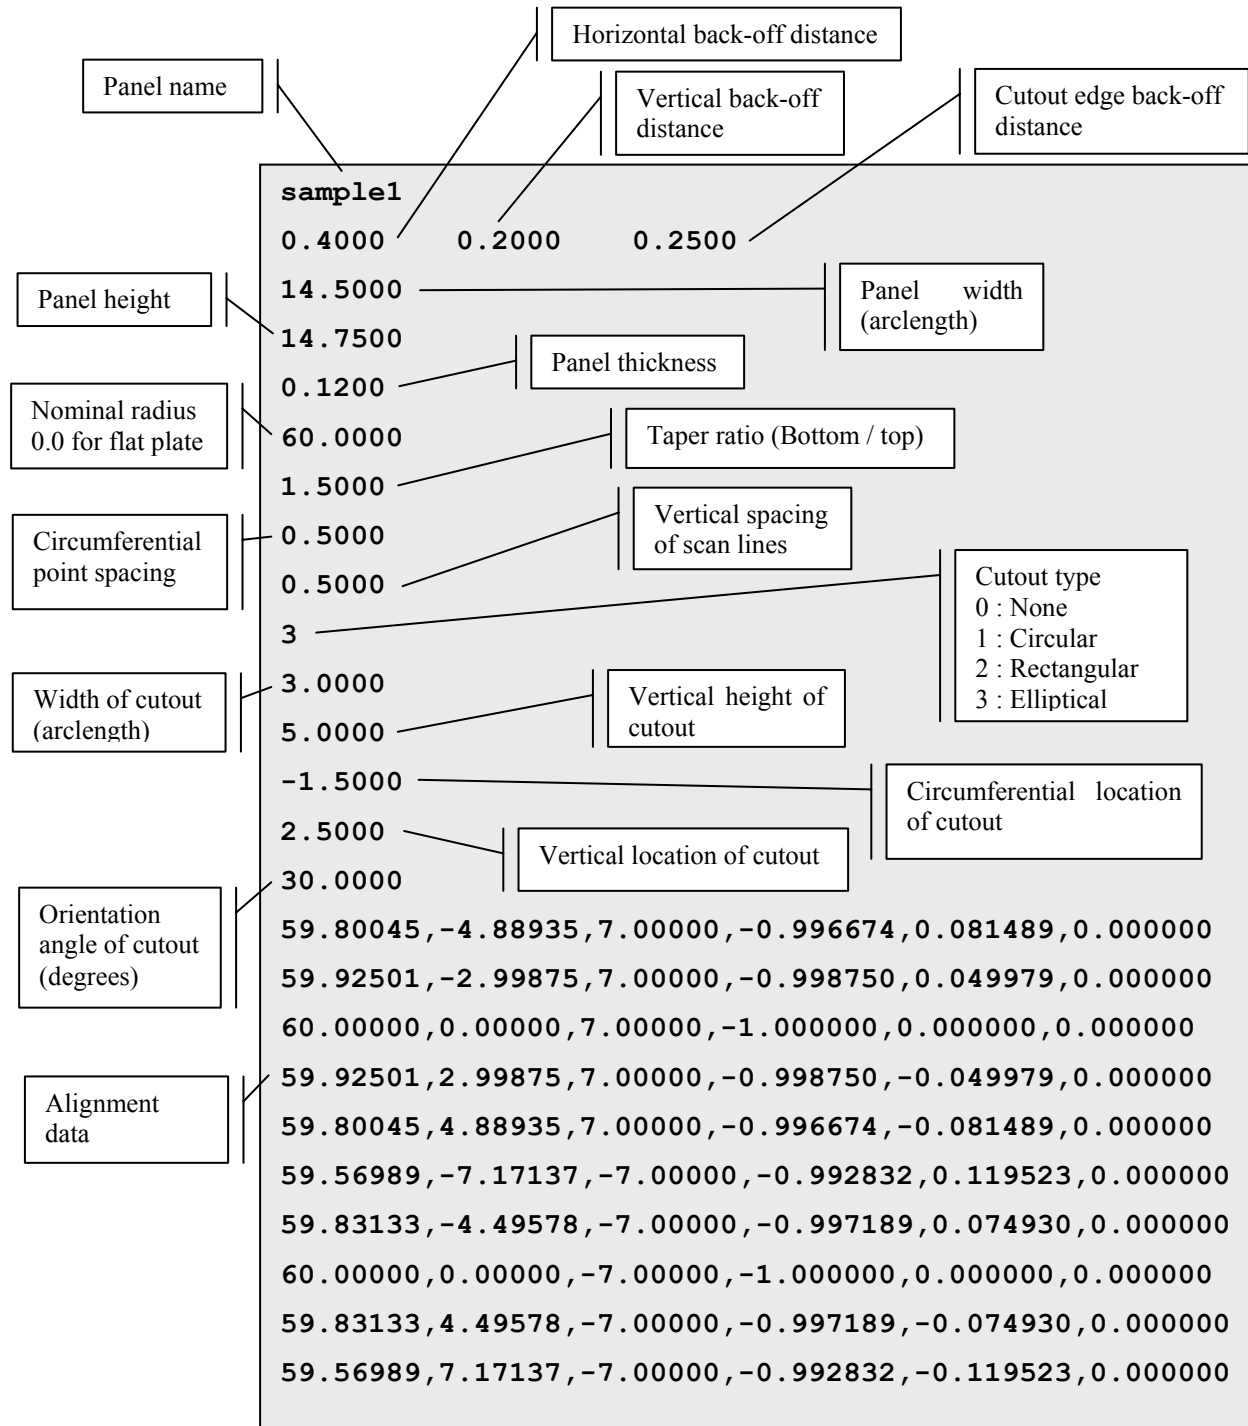 Horizontal back-off distance
Panel name
Vertical back-off
distance
Cutout edge back-off
distance
sample1
0.4000 0.2000 0.2500
14.5000
Panel height
Panel width
(arclength)
14.7500
Panel thickness
0.1200
Nominal radius
0.0 for flat plate
60.0000
Taper ratio (Bottom / top)
1.5000
Circumferential
point spacing
0.5000
Vertical spacing
of scan lines
0.5000
Cutout type
0 : None
1 : Circular
2 : Rectangular
3 : Elliptical
3
Width of cutout
(arclength)
3.0000
Vertical height of
cutout
5.0000
-1.5000
Circumferential location
of cutout
2.5000
Vertical location of cutout
30.0000
Orientation
angle of cutout
(degrees)
59.80045,-4.88935,7.00000,-0.996674,0.081489,0.000000
59.92501,-2.99875,7.00000,-0.998750,0.049979,0.000000
60.00000,0.00000,7.00000,-1.000000,0.000000,0.000000
Alignment
data
59.92501,2.99875,7.00000,-0.998750,-0.049979,0.000000
59.80045,4.88935,7.00000,-0.996674,-0.081489,0.000000
59.56989,-7.17137,-7.00000,-0.992832,0.119523,0.000000
59.83133,-4.49578,-7.00000,-0.997189,0.074930,0.000000
60.00000,0.00000,-7.00000,-1.000000,0.000000,0.000000
59.83133,4.49578,-7.00000,-0.997189,-0.074930,0.000000
59.56989,7.17137,-7.00000,-0.992832,-0.119523,0.000000